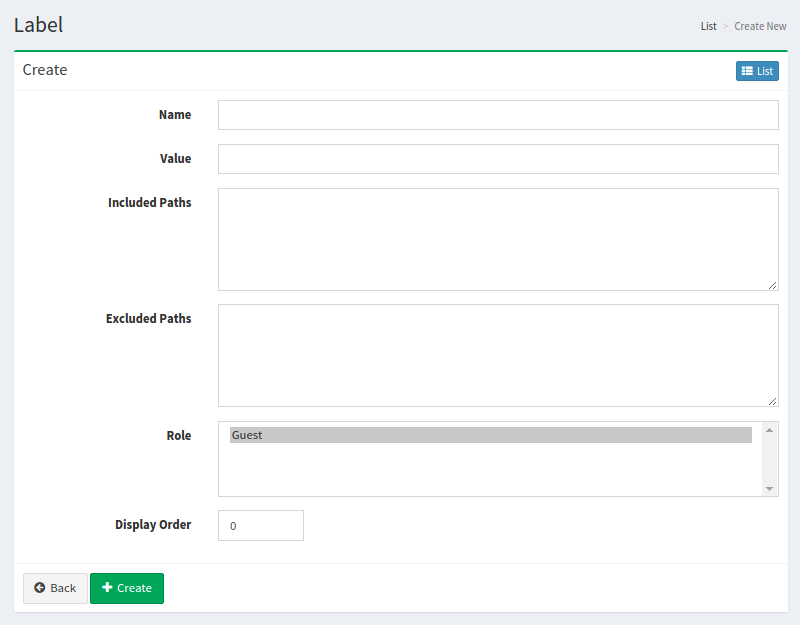 Label
List > Create New
Create
List
Name
Value
Included Paths
Excluded Paths
Role
Guest
Display Order
0
Back
Create